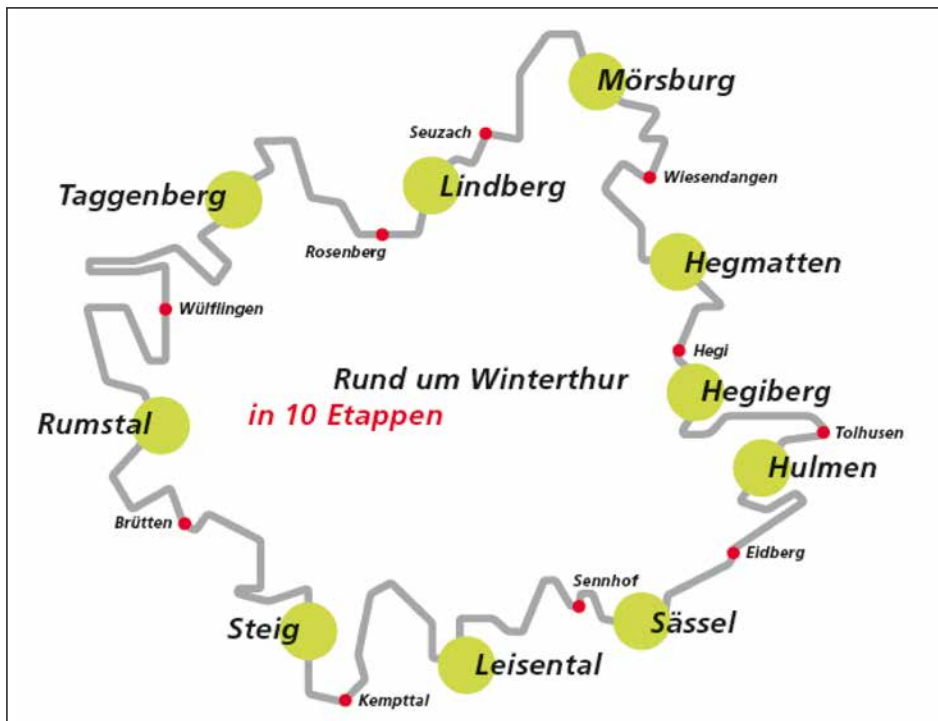 Mörsburg
Seuzach
Wiesendangen
Taggenberg
Lindberg
Rosenberg
Hegmatten
Wülflingen
Hegi
Rund um Winterthur
in 10 Etappen
Hegiberg
Rumstal
Tolhusen
Hulmen
Brütten
Eidberg
Sennhof
Steig
Sässel
Leisental
Kempttal